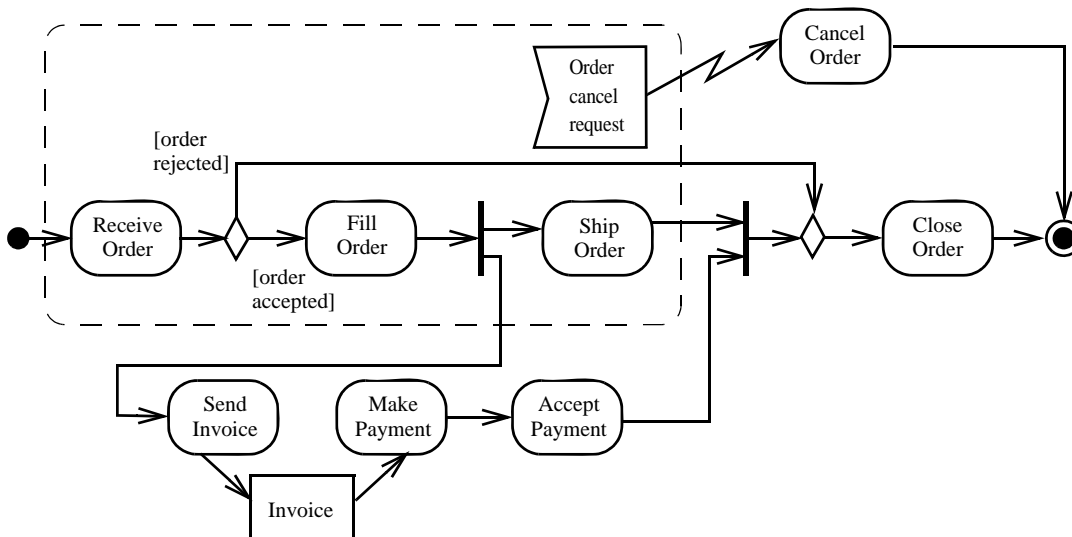 Cancel
Order
Order
cancel
request
[order
rejected]
Receive
Order
Fill
Order
Ship
Order
Close
Order
[order
accepted]
Send
Invoice
Make
Payment
Accept
Payment
Invoice